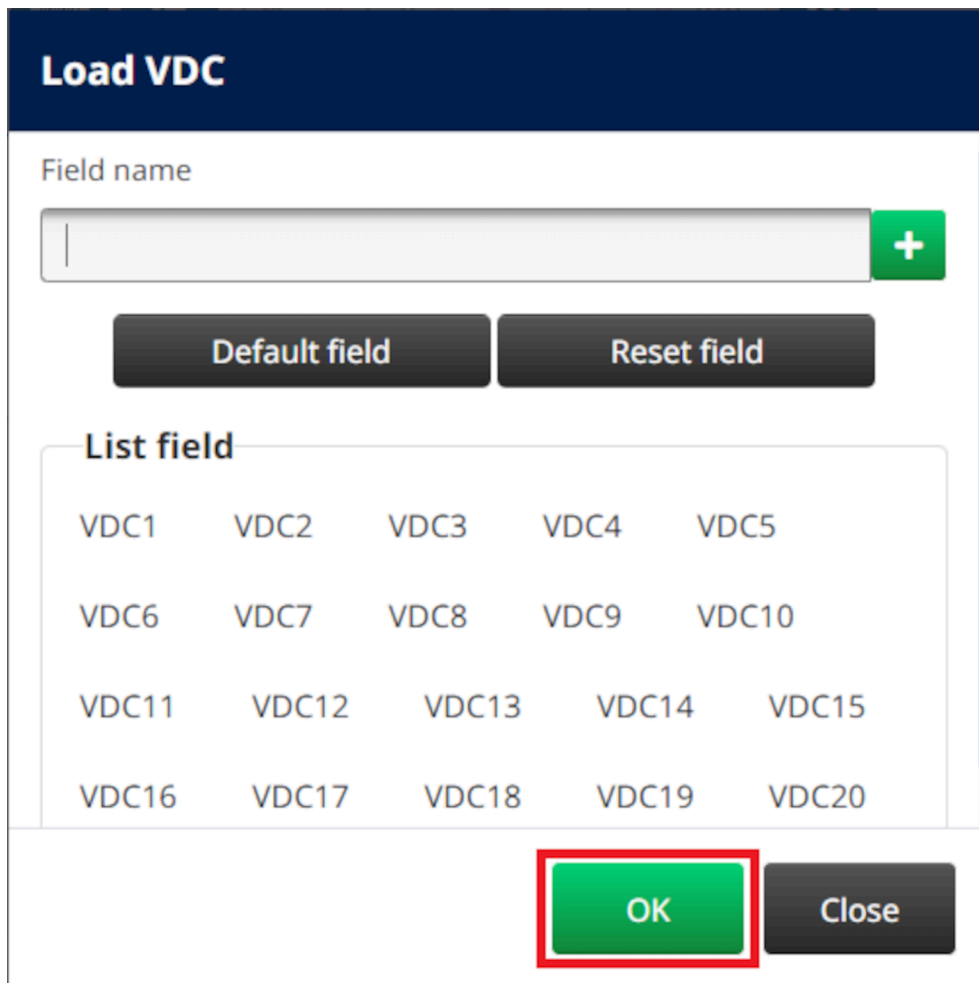 Load VDC
Field name
+
Default field Reset field
List field
VDC1 VDC2 VDC3 VDC4 VDC5
VDC6 VDC7 VDC8 VDC9 VDC10
VDC11 VDC12 VDC13 VDC14 VDC15
VDC16 VDC17 VDC18 VDC19 VDC20
OK Close